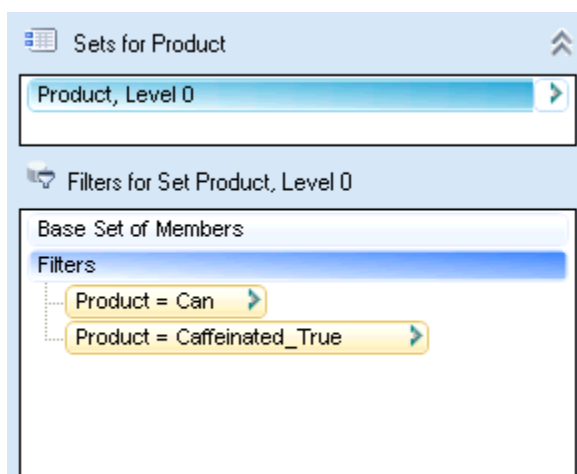 Sets for Product
Product, Level 0
Filters for Set Product, Level 0
Base Set of Members
Filters
Product = Can
Product = Caffeinated_True